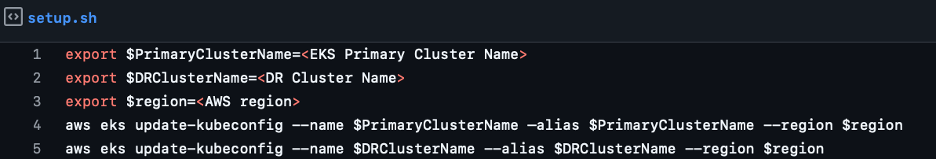 setup.sh
1 export $PrimaryClusterName=<EKS Primary Cluster Name>
2 export $DRClusterName=<DR Cluster Name>
3 export $region=<AWS region>
4 aws eks update-kubeconfig --name $PrimaryClusterName –alias $PrimaryClusterName --region $region
5 aws eks update-kubeconfig --name $DRClusterName --alias $DRClusterName --region $region